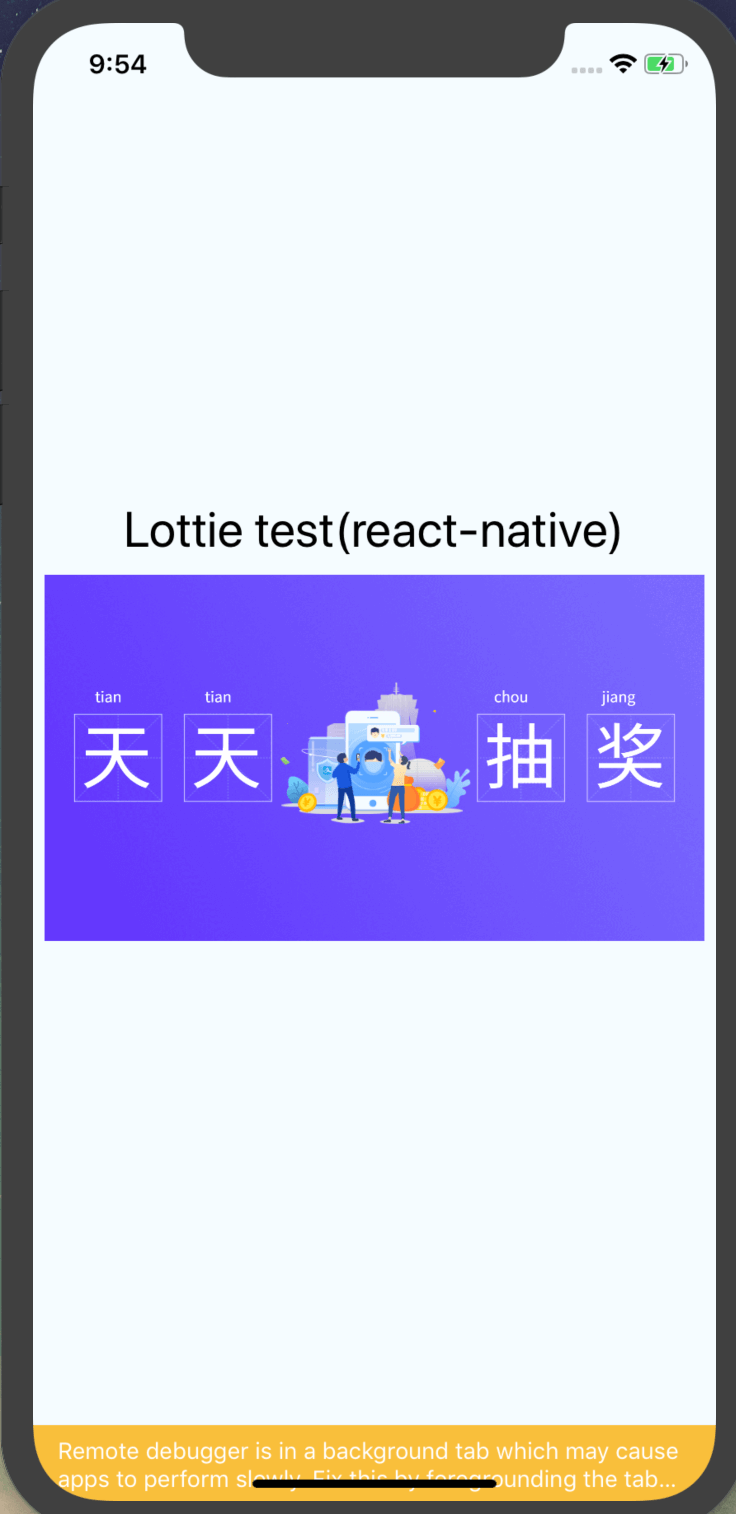 9:54
Lottie test(react-native)
tian tian chou jiang
天 天 抽 奖
Remote debugger is in a background tab which may cause
apps to perform slowly. Fix this by foregrounding the tab...